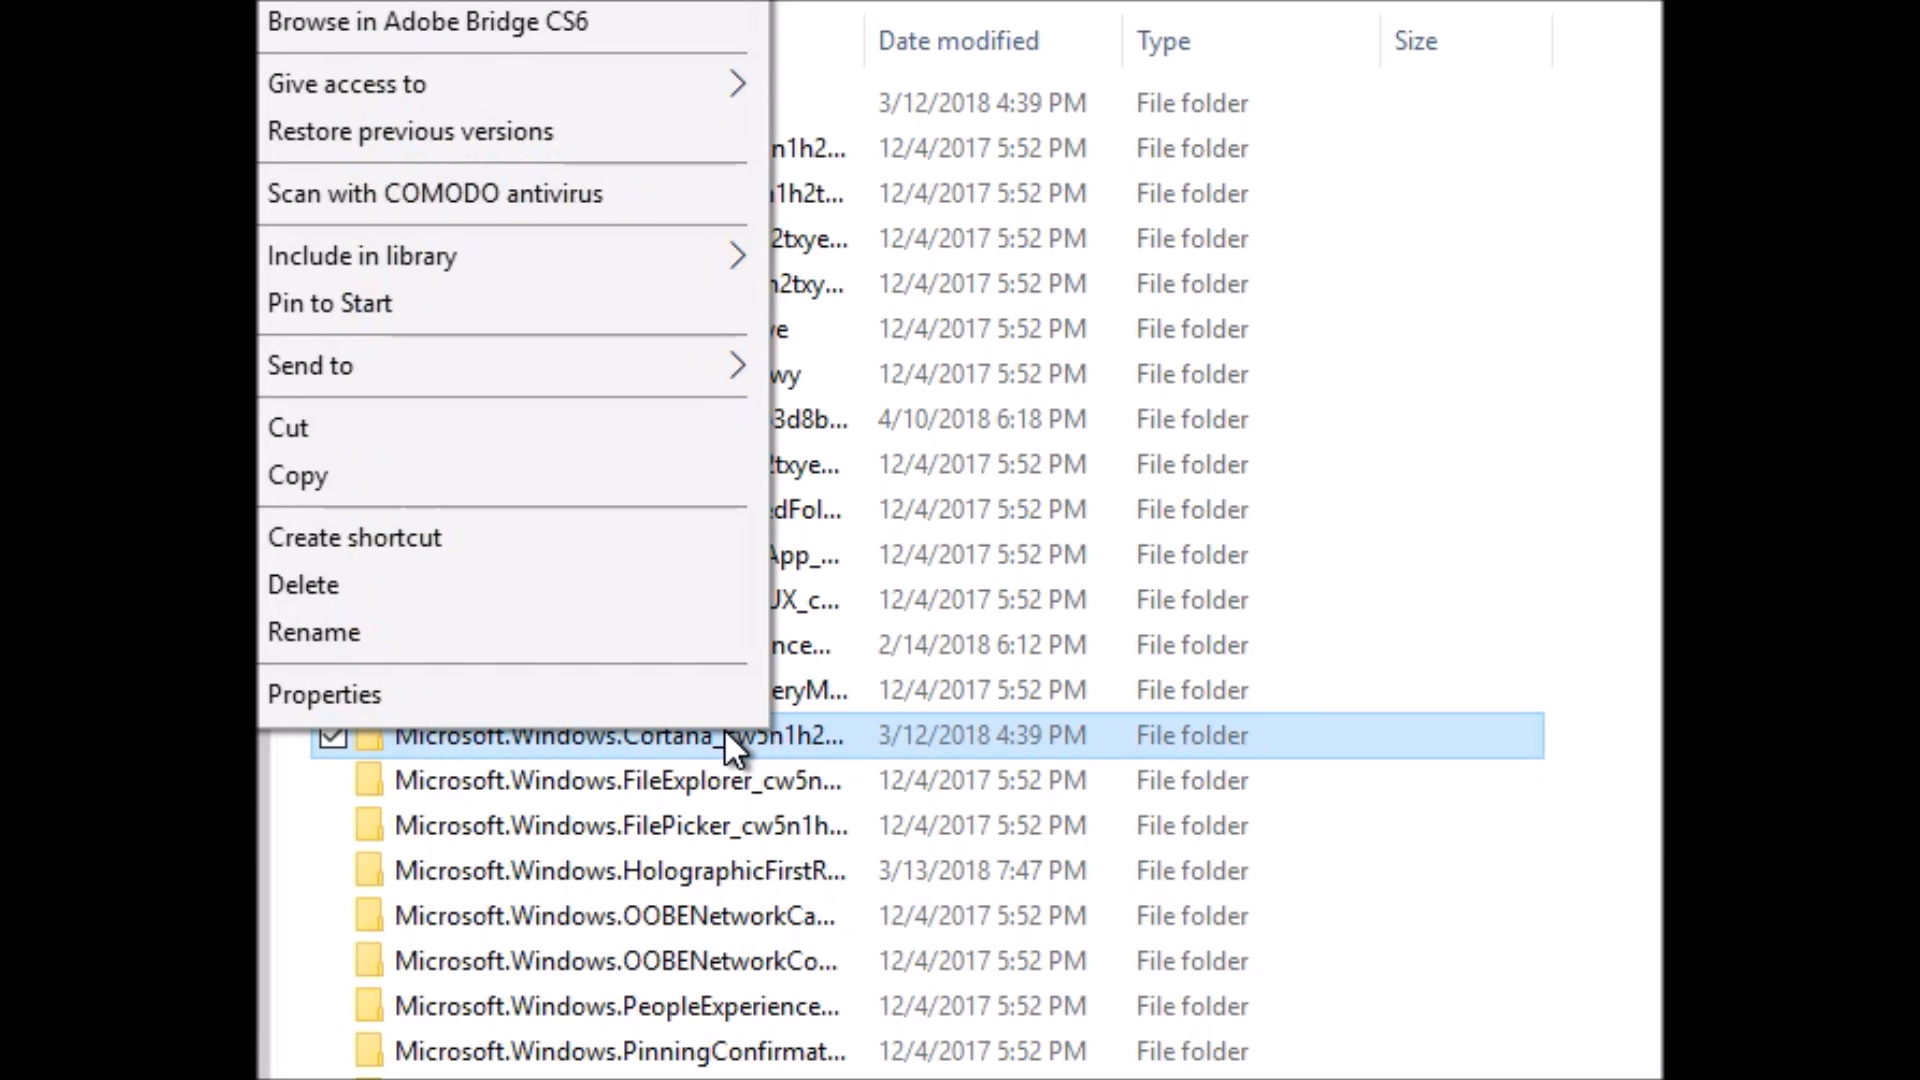 Browse in Adobe Bridge CS6
Give access to
Restore previous versions
Scan with COMODO antivirus
Include in library
Pin to Start
Send to
Cut
Copy
Create shortcut
Delete
Rename
Properties
Date modified Type Size
3/12/2018 4:39 PM File folder
n1h2... 12/4/2017 5:52 PM File folder
1h2t... 12/4/2017 5:52 PM File folder
2txye... 12/4/2017 5:52 PM File folder
2txy... 12/4/2017 5:52 PM File folder
e 12/4/2017 5:52 PM File folder
wy 12/4/2017 5:52 PM File folder
3d8b... 4/10/2018 6:18 PM File folder
txye... 12/4/2017 5:52 PM File folder
dFol... 12/4/2017 5:52 PM File folder
App_... 12/4/2017 5:52 PM File folder
UX_c... 12/4/2017 5:52 PM File folder
nce... 2/14/2018 6:12 PM File folder
eryM... 12/4/2017 5:52 PM File folder
Microsoft.Windows.Cortana_cw5n1h2... 3/12/2018 4:39 PM File folder
Microsoft.Windows.FileExplorer_cw5n... 12/4/2017 5:52 PM File folder
Microsoft.Windows.FilePicker_cw5n1h... 12/4/2017 5:52 PM File folder
Microsoft.Windows.HolographicFirstR... 3/13/2018 7:47 PM File folder
Microsoft.Windows.OOBENetworkCa... 12/4/2017 5:52 PM File folder
Microsoft.Windows.OOBENetworkCo... 12/4/2017 5:52 PM File folder
Microsoft.Windows.PeopleExperience... 12/4/2017 5:52 PM File folder
Microsoft.Windows.PinningConfirmat... 12/4/2017 5:52 PM File folder